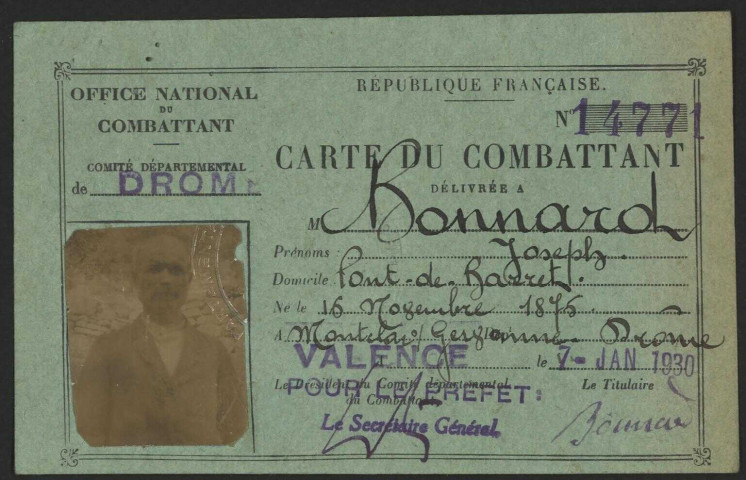 OFFICE NATIONAL
DU
COMBATTANT
COMITÉ DÉPARTEMENTAL
de DROME
RÉPUBLIQUE FRANÇAISE.
N° 14771
CARTE DU COMBATTANT
DÉLIVRÉE A
M Bonnard
Prénoms : Joseph.
Domicile Pont-de-Barret.
Né le 16 Novembre 1875.
A Montclar s/ Gervanne Drôme
VALENCE le 7- JAN 1930
Le Président du Comité départemental
du Combattant,
Le Titulaire
POUR LE PREFET:
Le Secrétaire Général.
Bonnard